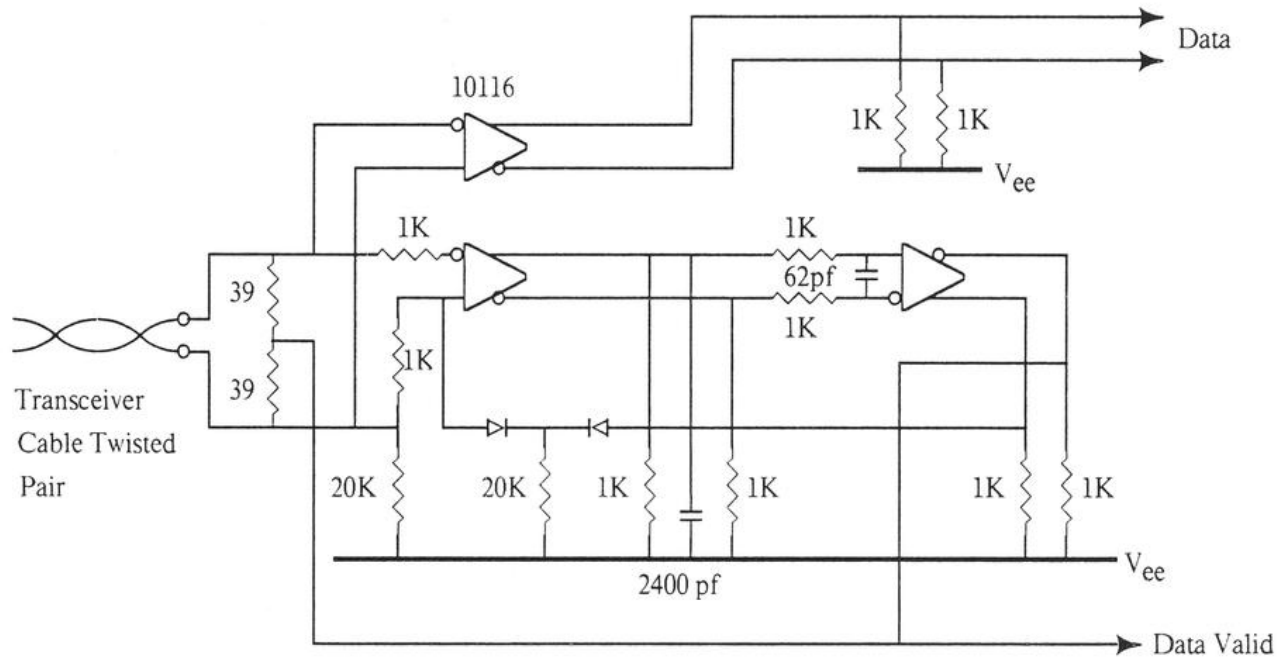 Data
10116
1K
1K
Vee
1K
1K
39
62pf
1K
1K
39
Transceiver
Cable Twisted
Pair
20K
20K
1K
1K
1K
1K
Vee
2400 pf
Data Valid